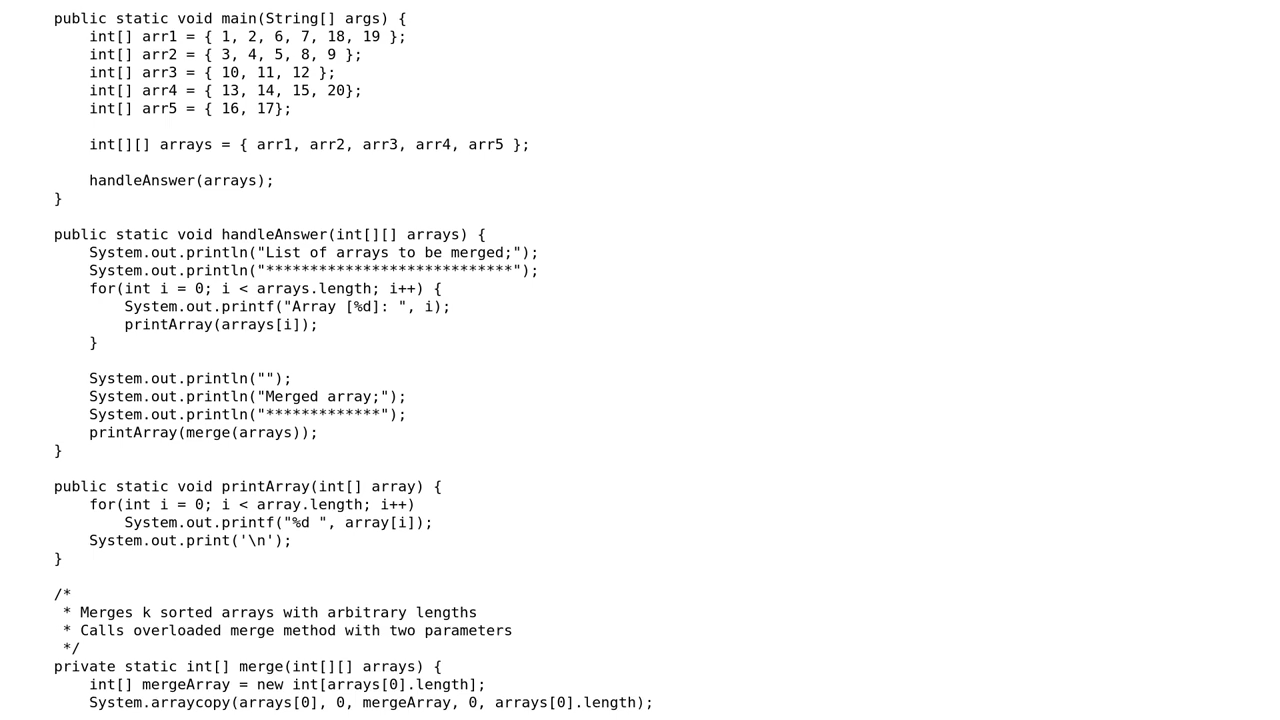 public static void main(String[] args) {
    int[] arr1 = { 1, 2, 6, 7, 18, 19 };
    int[] arr2 = { 3, 4, 5, 8, 9 };
    int[] arr3 = { 10, 11, 12 };
    int[] arr4 = { 13, 14, 15, 20};
    int[] arr5 = { 16, 17};

    int[][] arrays = { arr1, arr2, arr3, arr4, arr5 };

    handleAnswer(arrays);
}

public static void handleAnswer(int[][] arrays) {
    System.out.println("List of arrays to be merged;");
    System.out.println("****************************");
    for(int i = 0; i < arrays.length; i++) {
        System.out.printf("Array [%d]: ", i);
        printArray(arrays[i]);
    }

    System.out.println("");
    System.out.println("Merged array;");
    System.out.println("*************");
    printArray(merge(arrays));
}

public static void printArray(int[] array) {
    for(int i = 0; i < array.length; i++)
        System.out.printf("%d ", array[i]);
    System.out.print('\n');
}

/*
 * Merges k sorted arrays with arbitrary lengths
 * Calls overloaded merge method with two parameters
 */
private static int[] merge(int[][] arrays) {
    int[] mergeArray = new int[arrays[0].length];
    System.arraycopy(arrays[0], 0, mergeArray, 0, arrays[0].length);